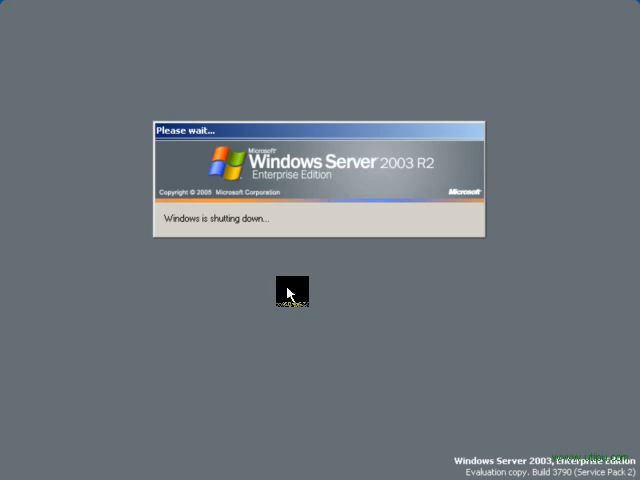 Please wait...
Microsoft
Windows Server 2003 R2
Enterprise Edition
Copyright © 2005 Microsoft Corporation
Microsoft
Windows is shutting down...
Windows Server 2003, Enterprise Edition
Evaluation copy. Build 3790 (Service Pack 2)